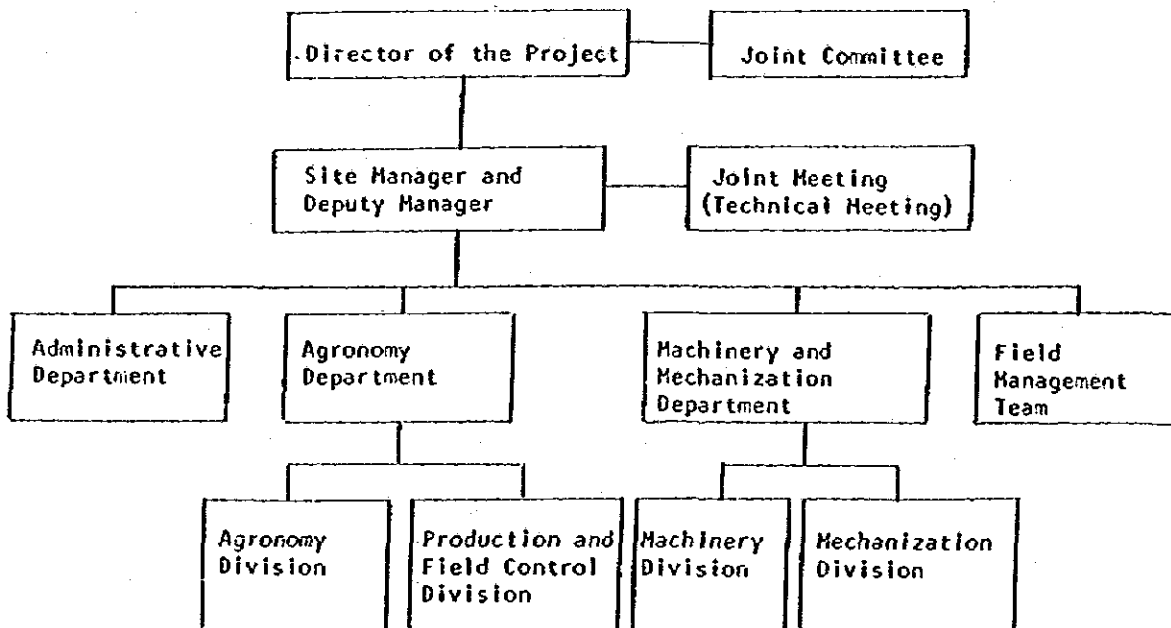 Director of the Project
Joint Committee
Site Manager and
Deputy Manager
Joint Meeting
(Technical Meeting)
Administrative
Department
Agronomy
Department
Machinery and
Mechanization
Department
Field
Management
Team
Agronomy
Division
Production and
Field Control
Division
Machinery
Division
Mechanization
Division